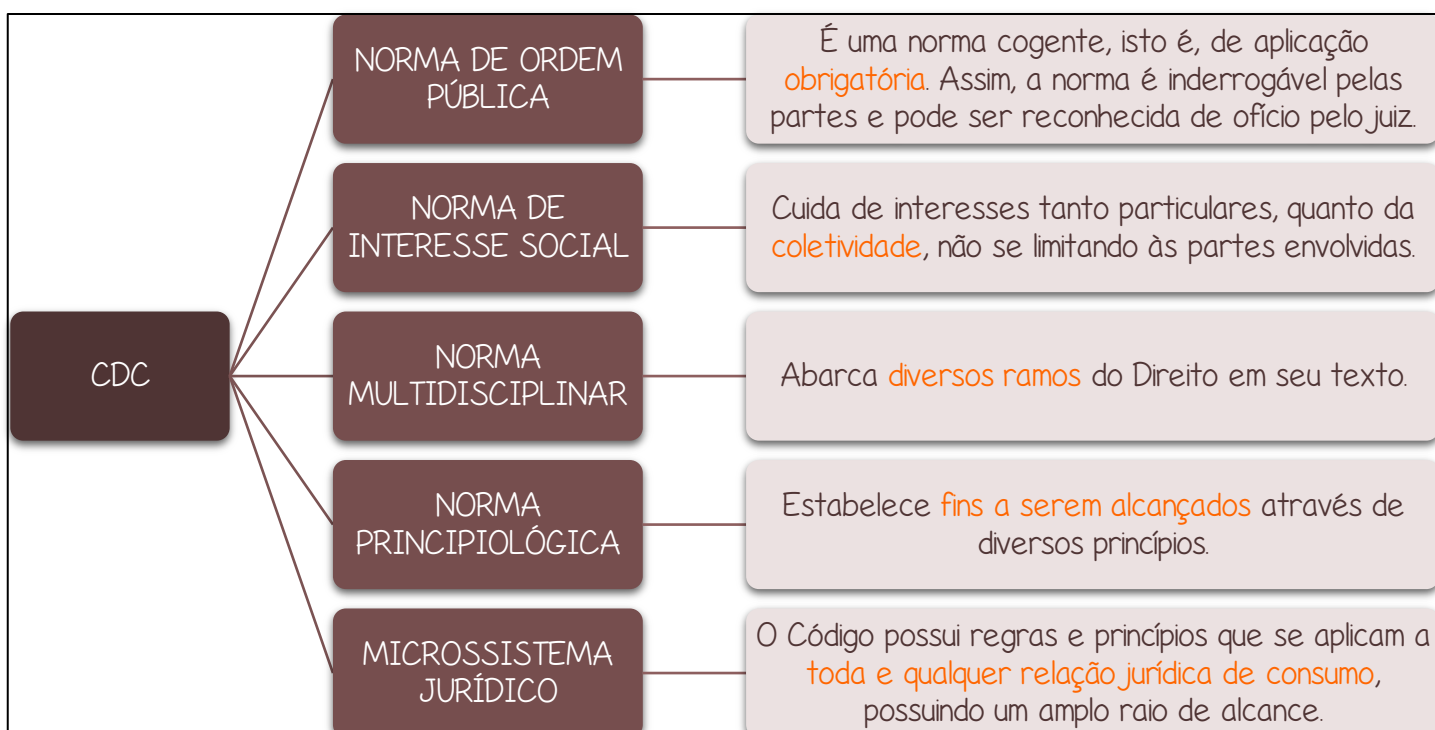 CDC
NORMA DE ORDEM
PÚBLICA
É uma norma cogente, isto é, de aplicação
obrigatória. Assim, a norma é inderrogável pelas
partes e pode ser reconhecida de ofício pelo juiz.
NORMA DE
INTERESSE SOCIAL
Cuida de interesses tanto particulares, quanto da
coletividade, não se limitando às partes envolvidas.
NORMA
MULTIDISCIPLINAR
Abarca diversos ramos do Direito em seu texto.
NORMA
PRINCIPIOLÓGICA
Estabelece fins a serem alcançados através de
diversos princípios.
MICROSSISTEMA
JURÍDICO
O Código possui regras e princípios que se aplicam a
toda e qualquer relação jurídica de consumo,
possuindo um amplo raio de alcance.